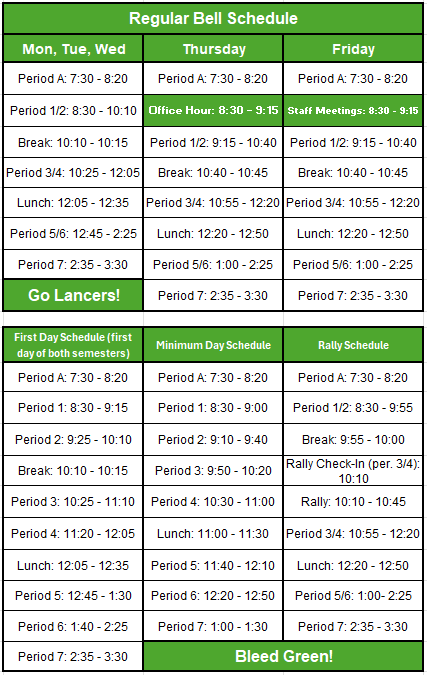 Regular Bell Schedule
Mon, Tue, Wed Thursday Friday
Period A: 7:30 - 8:20 Period A: 7:30 - 8:20 Period A: 7:30 - 8:20
Period 1/2: 8:30 - 10:10 Office Hour: 8:30 - 9:15 Staff Meetings: 8:30 - 9:15
Break: 10:10 - 10:15 Period 1/2: 9:15 - 10:40 Period 1/2: 9:15 - 10:40
Period 3/4: 10:25 - 12:05 Break: 10:40 - 10:45 Break: 10:40 - 10:45
Lunch: 12:05 - 12:35 Period 3/4: 10:55 - 12:20 Period 3/4: 10:55 - 12:20
Period 5/6: 12:45 - 2:25 Lunch: 12:20 - 12:50 Lunch: 12:20 - 12:50
Period 7: 2:35 - 3:30 Period 5/6: 1:00 - 2:25 Period 5/6: 1:00 - 2:25
Go Lancers! Period 7: 2:35 - 3:30 Period 7: 2:35 - 3:30
First Day Schedule (first
day of both semesters) Minimum Day Schedule Rally Schedule
Period A: 7:30 - 8:20 Period A: 7:30 - 8:20 Period A: 7:30 - 8:20
Period 1: 8:30 - 9:15 Period 1: 8:30 - 9:00 Period 1/2: 8:30 - 9:55
Period 2: 9:25 - 10:10 Period 2: 9:10 - 9:40 Break: 9:55 - 10:00
Break: 10:10 - 10:15 Period 3: 9:50 - 10:20 Rally Check-In (per. 3/4):
10:10
Period 3: 10:25 - 11:10 Period 4: 10:30 - 11:00 Rally: 10:10 - 10:45
Period 4: 11:20 - 12:05 Lunch: 11:00 - 11:30 Period 3/4: 10:55 - 12:20
Lunch: 12:05 - 12:35 Period 5: 11:40 - 12:10 Lunch: 12:20 - 12:50
Period 5: 12:45 - 1:30 Period 6: 12:20 - 12:50 Period 5/6: 1:00- 2:25
Period 6: 1:40 - 2:25 Period 7: 1:00 - 1:30 Period 7: 2:35 - 3:30
Period 7: 2:35 - 3:30 Bleed Green!